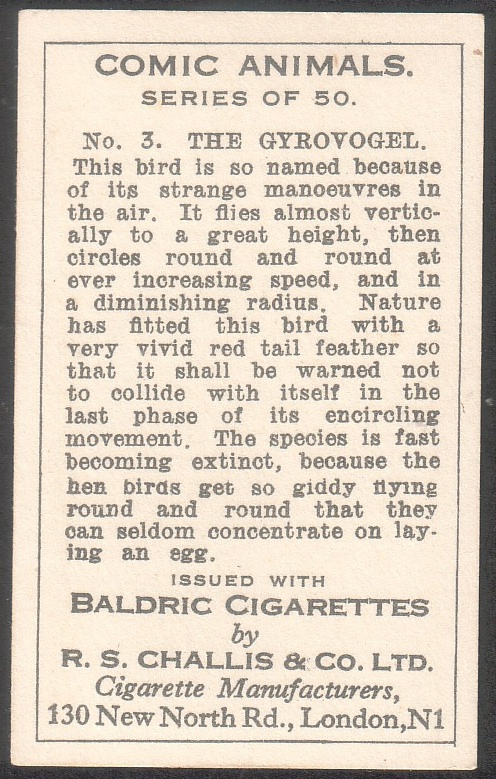 COMIC ANIMALS.
SERIES OF 50.
No. 3. THE GYROVOGEL.
This bird is so named because
of its strange manoeuvres in
the air. It flies almost vertic-
ally to a great height, then
circles round and round at
ever increasing speed, and in
a diminishing radius. Nature
has fitted this bird with a
very vivid red tail feather so
that it shall be warned not
to collide with itself in the
last phase of its encircling
movement. The species is fast
becoming extinct, because the
hen birds get so giddy flying
round and round that they
can seldom concentrate on lay-
ing an egg.
ISSUED WITH
BALDRIC CIGARETTES
by
R. S. CHALLIS & CO. LTD.
Cigarette Manufacturers,
130 New North Rd., London, N1